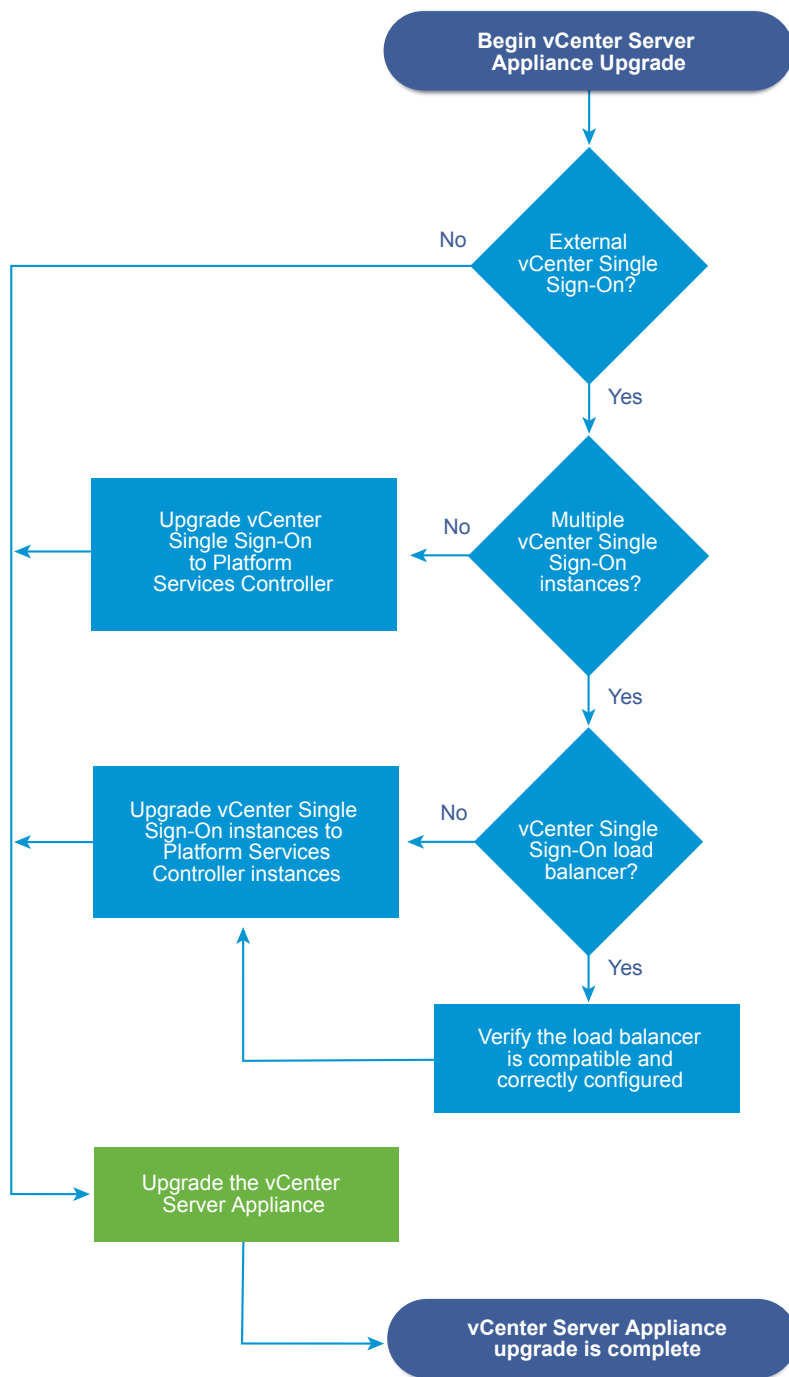 Begin vCenter Server
Appliance Upgrade
No
External
vCenter Single
Sign-On?
Yes
Upgrade vCenter
Single Sign-On
to Platform
Services Controller
No
Multiple
vCenter Single
Sign-On
instances?
Yes
Upgrade vCenter Single
Sign-On instances to
Platform Services
Controller instances
No
vCenter Single
Sign-On load
balancer?
Yes
Verify the load balancer
is compatible and
correctly configured
Upgrade the vCenter
Server Appliance
vCenter Server Appliance
upgrade is complete